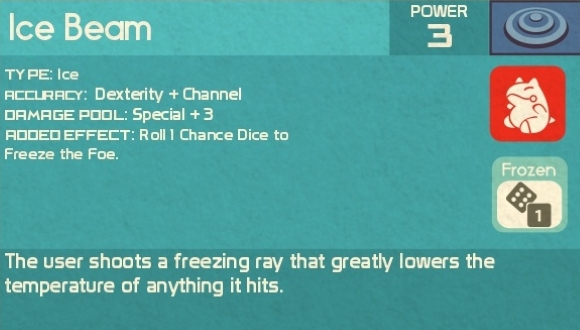 Ice Beam
POWER
3
TYPE: Ice
ACCURACY: Dexterity + Channel
DAMAGE POOL: Special + 3
ADDED EFFECT: Roll 1 Chance Dice to
Freeze the Foe.
Frozen
1
The user shoots a freezing ray that greatly lowers the
temperature of anything it hits.